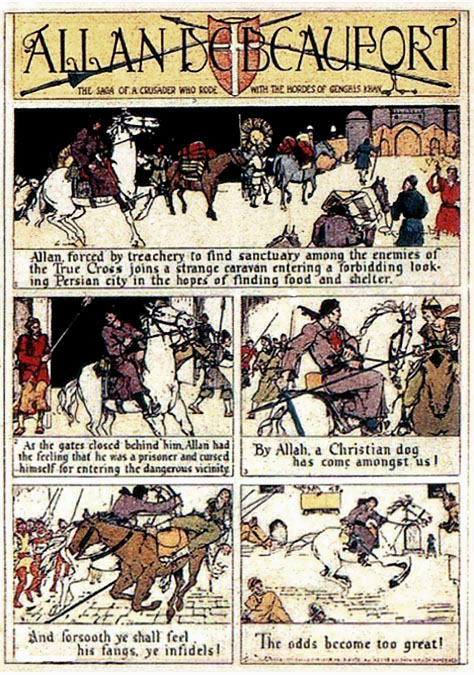 ALLAN DE BEAUFORT
THE SAGA OF A CRUSADER WHO RODE WITH THE HORDES OF GENGHIS KHAN
Allan, forced by treachery to find sanctuary among the enemies of
the True Cross joins a strange caravan entering a forbidding look-
ing Persian city in the hopes of finding food and shelter.
As the gates closed behind him, Allan had
the feeling that he was a prisoner and cursed
himself for entering the dangerous vicinity.
3
By Allah, a Christian dog
has come amongst us!
And forsooth ye shall feel
his fangs, ye infidels!
The odds become too great!